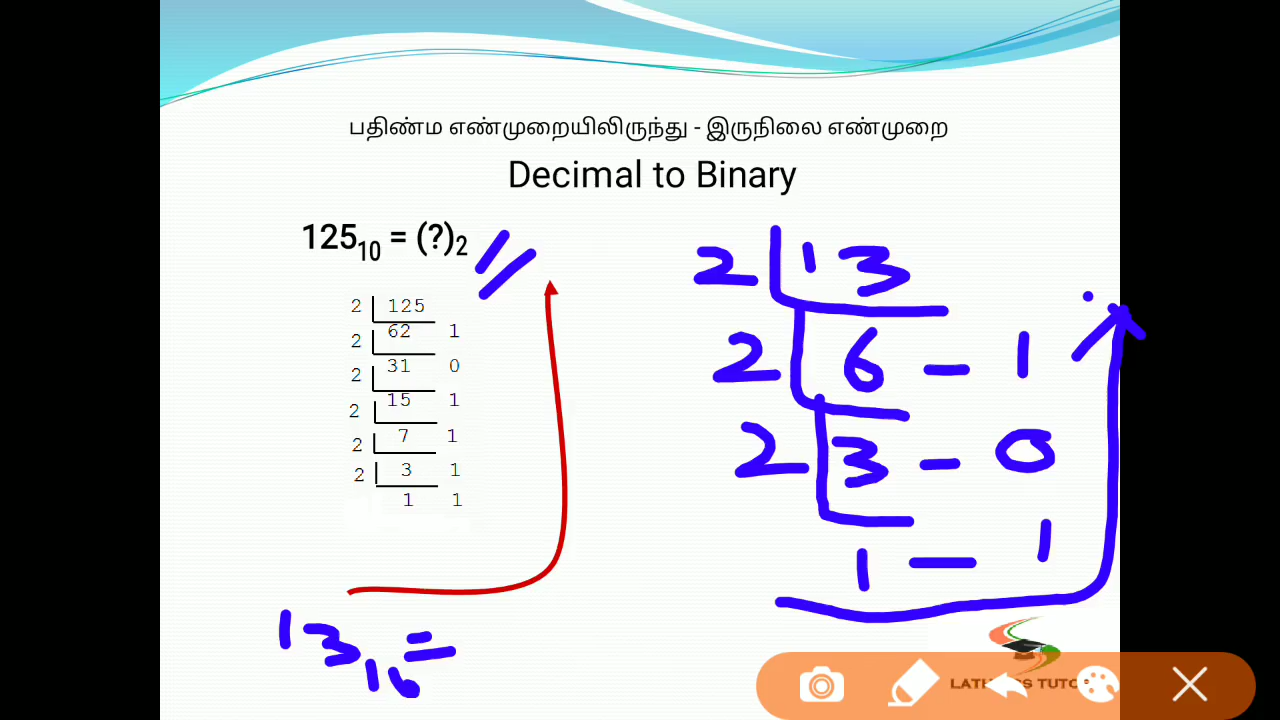 பதிண்ம எண்முறையிலிருந்து - இருநிலை எண்முறை
Decimal to Binary
125₁₀ = (?)₂
2 125
2 62 1
2 31 0
2 15 1
2 7 1
2 3 1
1 1
2 13
2 6 - 1
2 3 - 0
1 - 1
13₁₆ =